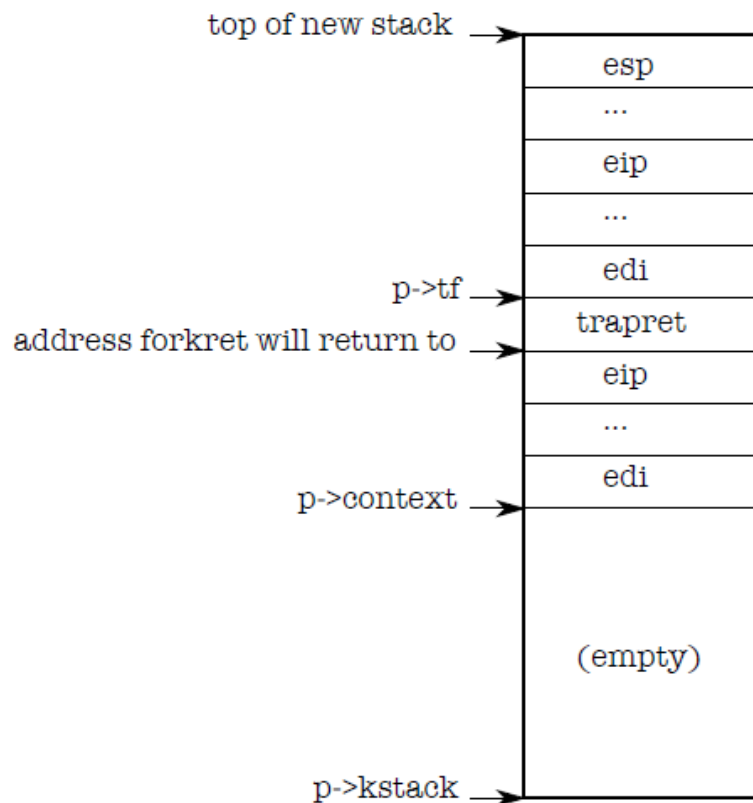 top of new stack
esp
...
eip
...
edi
p->tf
trapret
address forkret will return to
eip
...
edi
p->context
(empty)
p->kstack